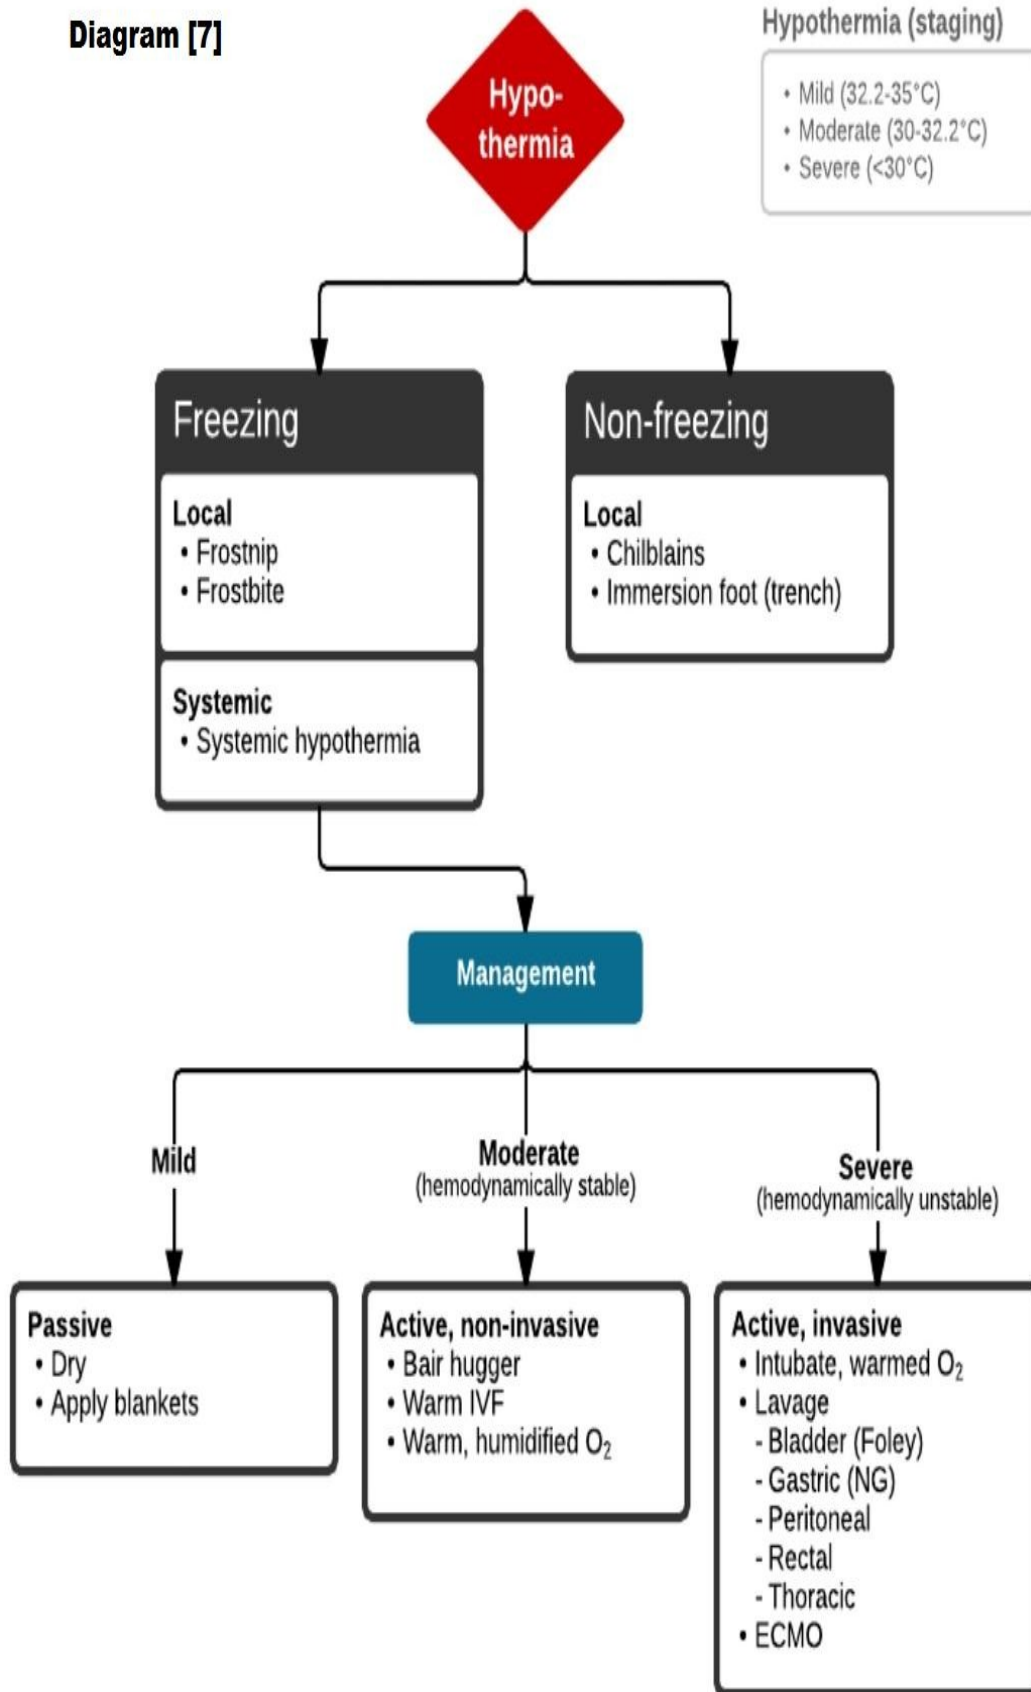 Diagram [7]
Hypo-
thermia
Hypothermia (staging)
• Mild (32.2-35°C)
• Moderate (30-32.2°C)
• Severe (<30°C)
Freezing
Local
• Frostnip
• Frostbite
Systemic
• Systemic hypothermia
Non-freezing
Local
• Chilblains
• Immersion foot (trench)
Management
Mild
Moderate
(hemodynamically stable)
Severe
(hemodynamically unstable)
Passive
• Dry
• Apply blankets
Active, non-invasive
• Bair hugger
• Warm IVF
• Warm, humidified O₂
Active, invasive
• Intubate, warmed O₂
• Lavage
- Bladder (Foley)
- Gastric (NG)
- Peritoneal
- Rectal
- Thoracic
• ECMO